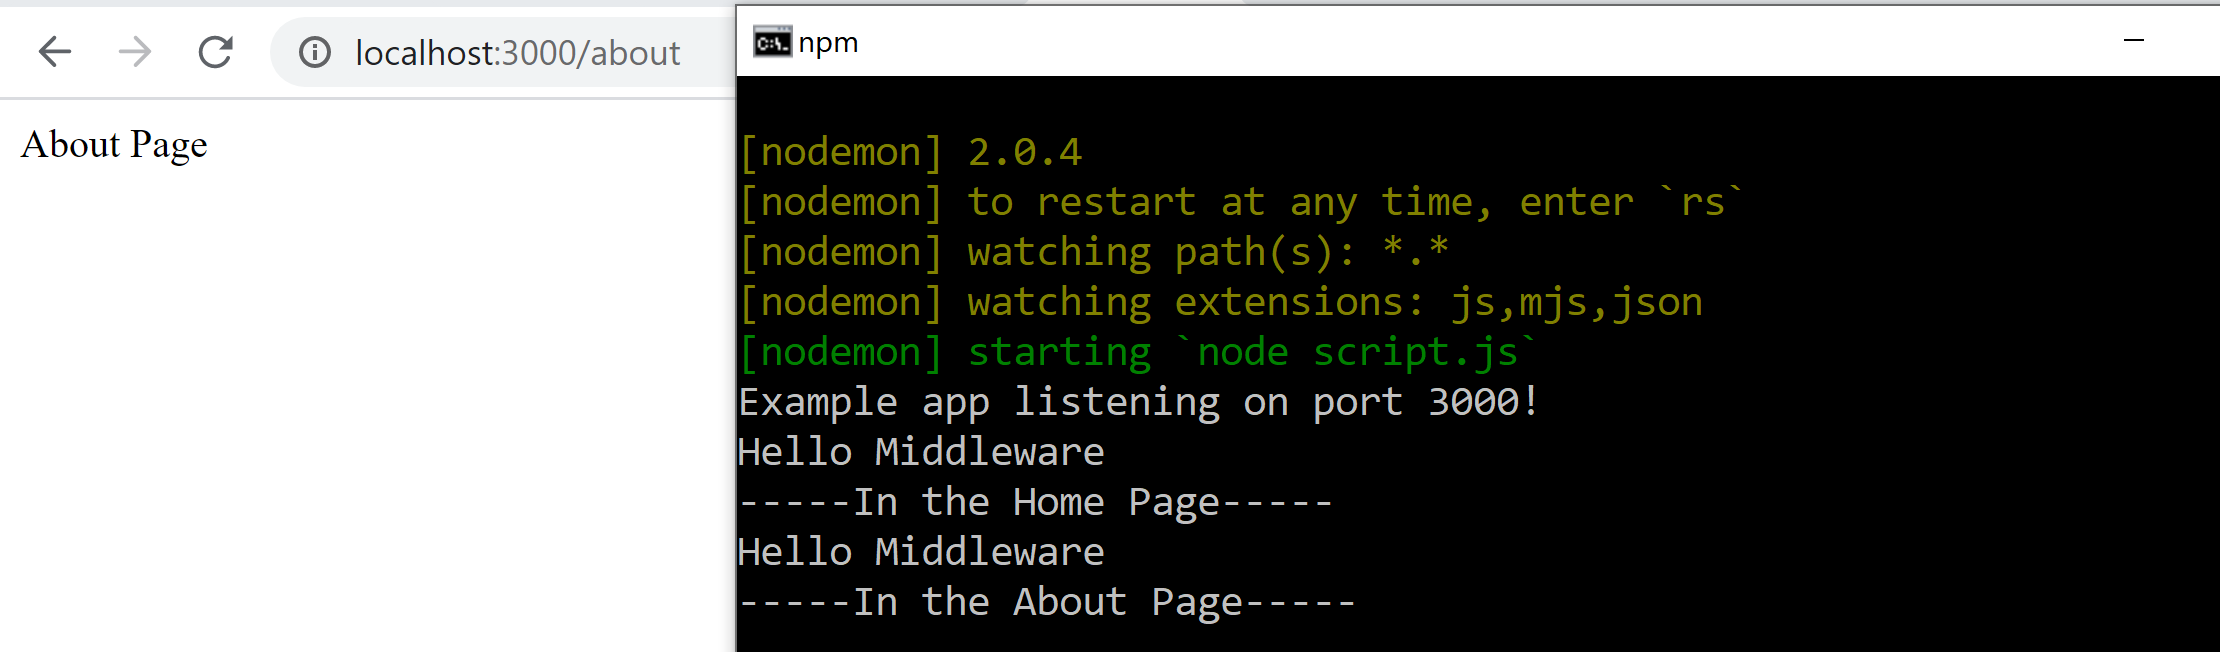 localhost:3000/about
About Page
npm
[nodemon] 2.0.4
[nodemon] to restart at any time, enter `rs`
[nodemon] watching path(s): *.*
[nodemon] watching extensions: js,mjs,json
[nodemon] starting `node script.js`
Example app listening on port 3000!
Hello Middleware
-----In the Home Page-----
Hello Middleware
-----In the About Page-----